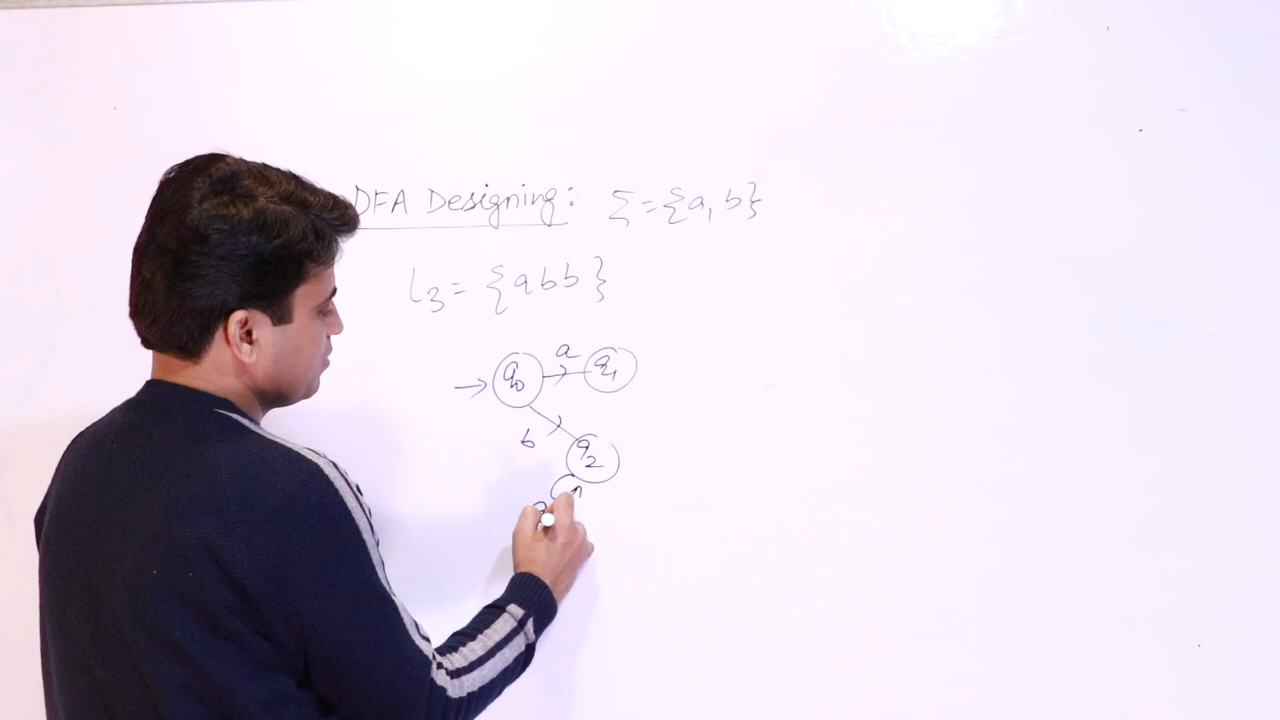 DFA Designing: Σ={a, b}
L3= {abb}
a
q0 q1
b
q2